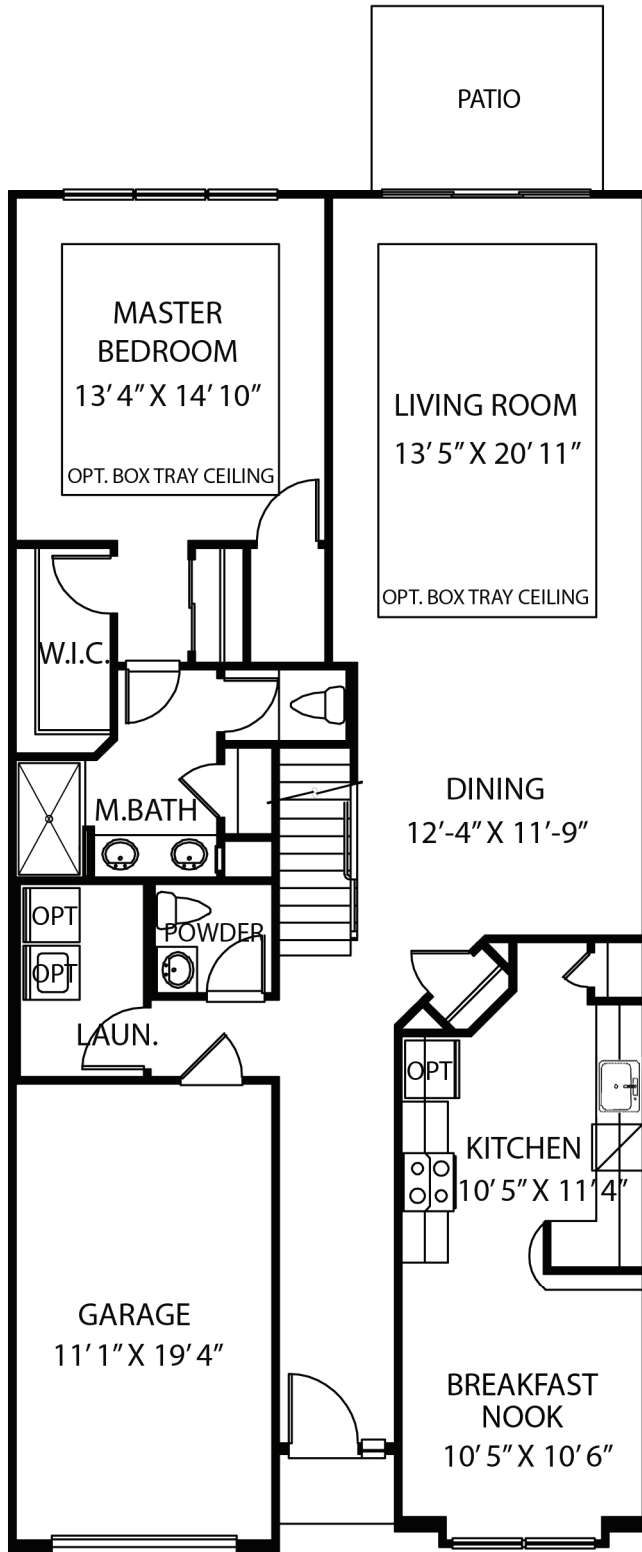 PATIO
MASTER
BEDROOM
13' 4" X 14' 10"
OPT. BOX TRAY CEILING
LIVING ROOM
13' 5" X 20' 11"
OPT. BOX TRAY CEILING
W.I.C.
M.BATH
DINING
12'-4" X 11'-9"
OPT
OPT
POWDER
LAUN.
OPT
KITCHEN
10' 5" X 11' 4"
GARAGE
11' 1" X 19' 4"
BREAKFAST
NOOK
10' 5" X 10' 6"